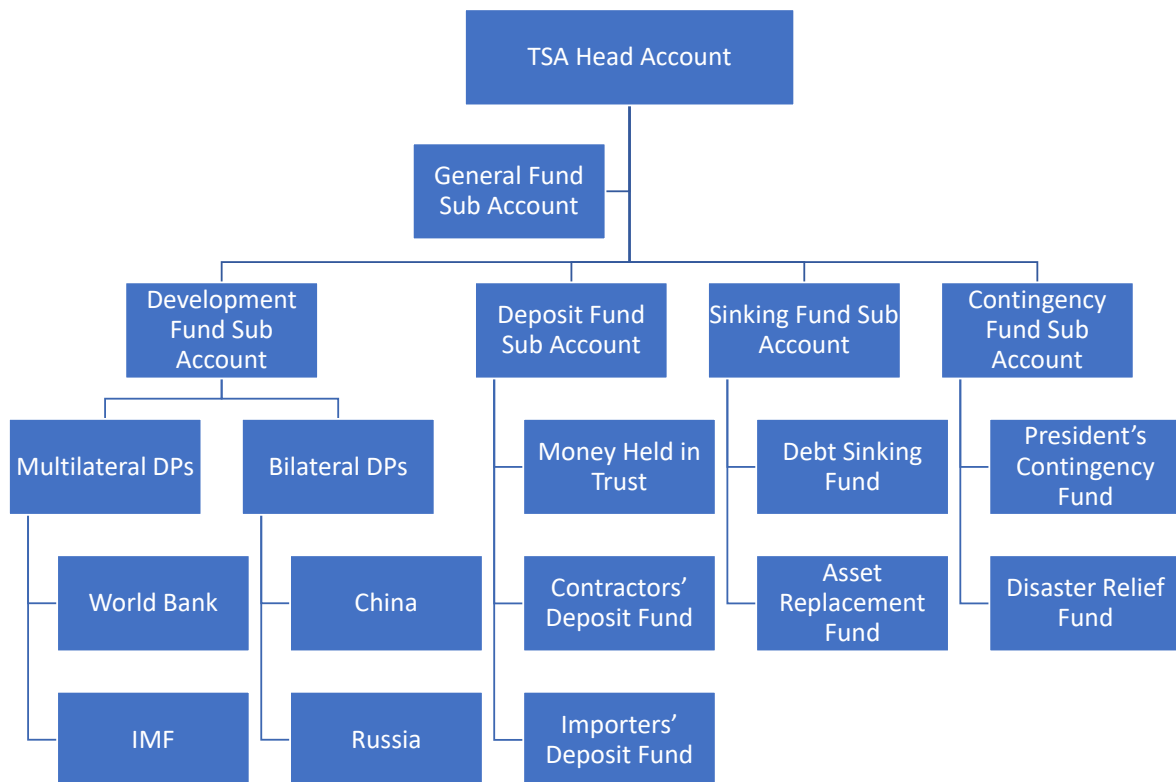 TSA Head Account
General Fund
Sub Account
Development
Fund Sub
Account
Deposit Fund
Sub Account
Sinking Fund Sub
Account
Contingency
Fund Sub
Account
Multilateral DPs
Bilateral DPs
Money Held in
Trust
Debt Sinking
Fund
President’s
Contingency
Fund
World Bank
China
Contractors’
Deposit Fund
Asset
Replacement
Fund
Disaster Relief
Fund
IMF
Russia
Importers’
Deposit Fund